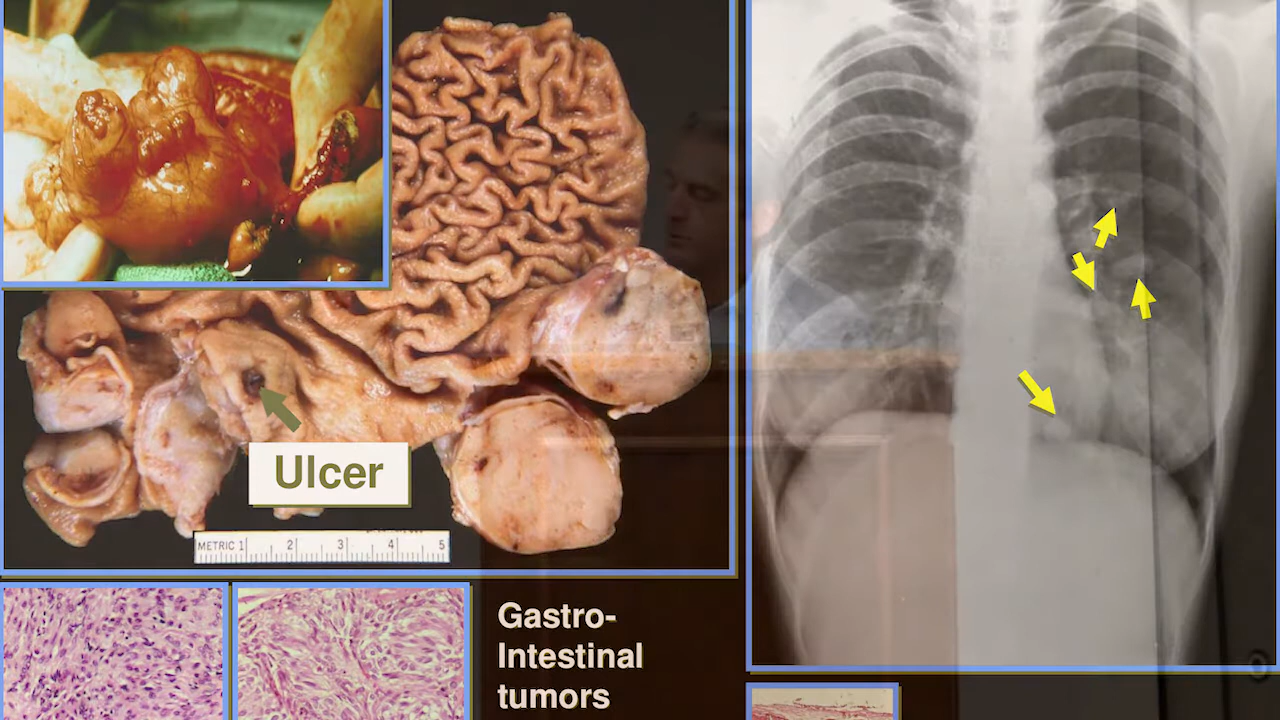 Ulcer
METRIC 1 2 3 4 5
Gastro-
Intestinal
tumors